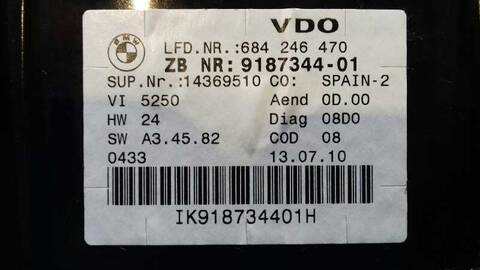 VDO
BMW
LFD.NR.:684 246 470
ZB NR: 9187344-01
SUP.Nr.:14369510 CO: SPAIN-2
VI 5250 Aend 0D.00
HW 24 Diag 08D0
SW A3.45.82 COD 08
0433 13.07.10
IK918734401H